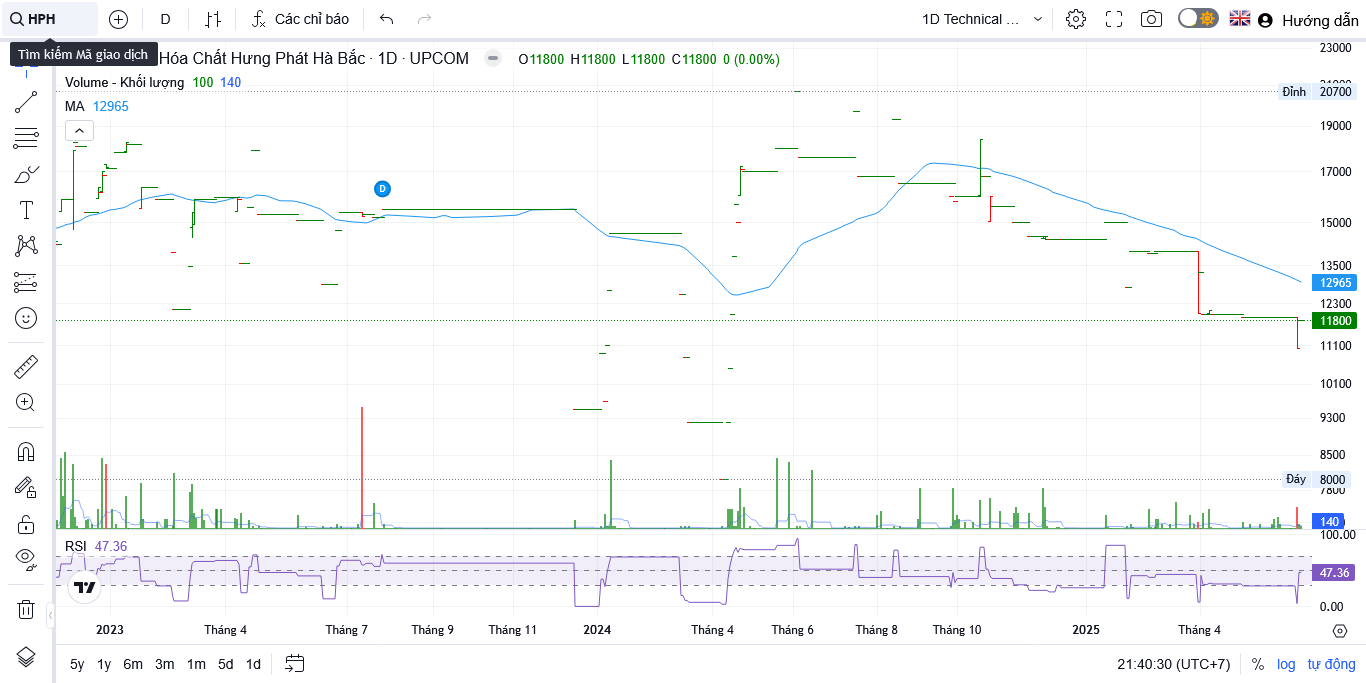 HPH D Các chỉ báo 1D Technical ... Hướng dẫn
Tìm kiếm Mã giao dịch
Hóa Chất Hưng Phát Hà Bắc · 1D · UPCOM O11800 H11800 L11800 C11800 0 (0.00%)
Volume - Khối lượng 100 140
MA 12965
D
23000
Đỉnh 20700
19000
17000
15000
13500
12965
12300
11800
11100
10100
9300
8500
Đáy 8000
7800
140
100.00
RSI 47.36
47.36
0.00
2023 Tháng 4 Tháng 7 Tháng 9 Tháng 11 2024 Tháng 4 Tháng 6 Tháng 8 Tháng 10 2025 Tháng 4
5y 1y 6m 3m 1m 5d 1d 21:40:30 (UTC+7) % log tự động